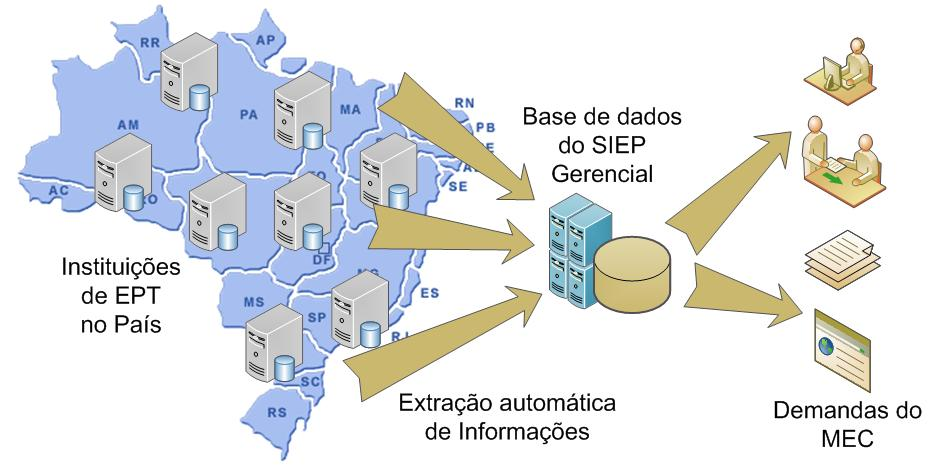 RR
AP
AM
PA
MA
RN
PB
SE
AC
DF
MS
SP
ES
SC
RS
Instituições
de EPT
no País
Base de dados
do SIEP
Gerencial
Extração automática
de Informações
Demandas do
MEC